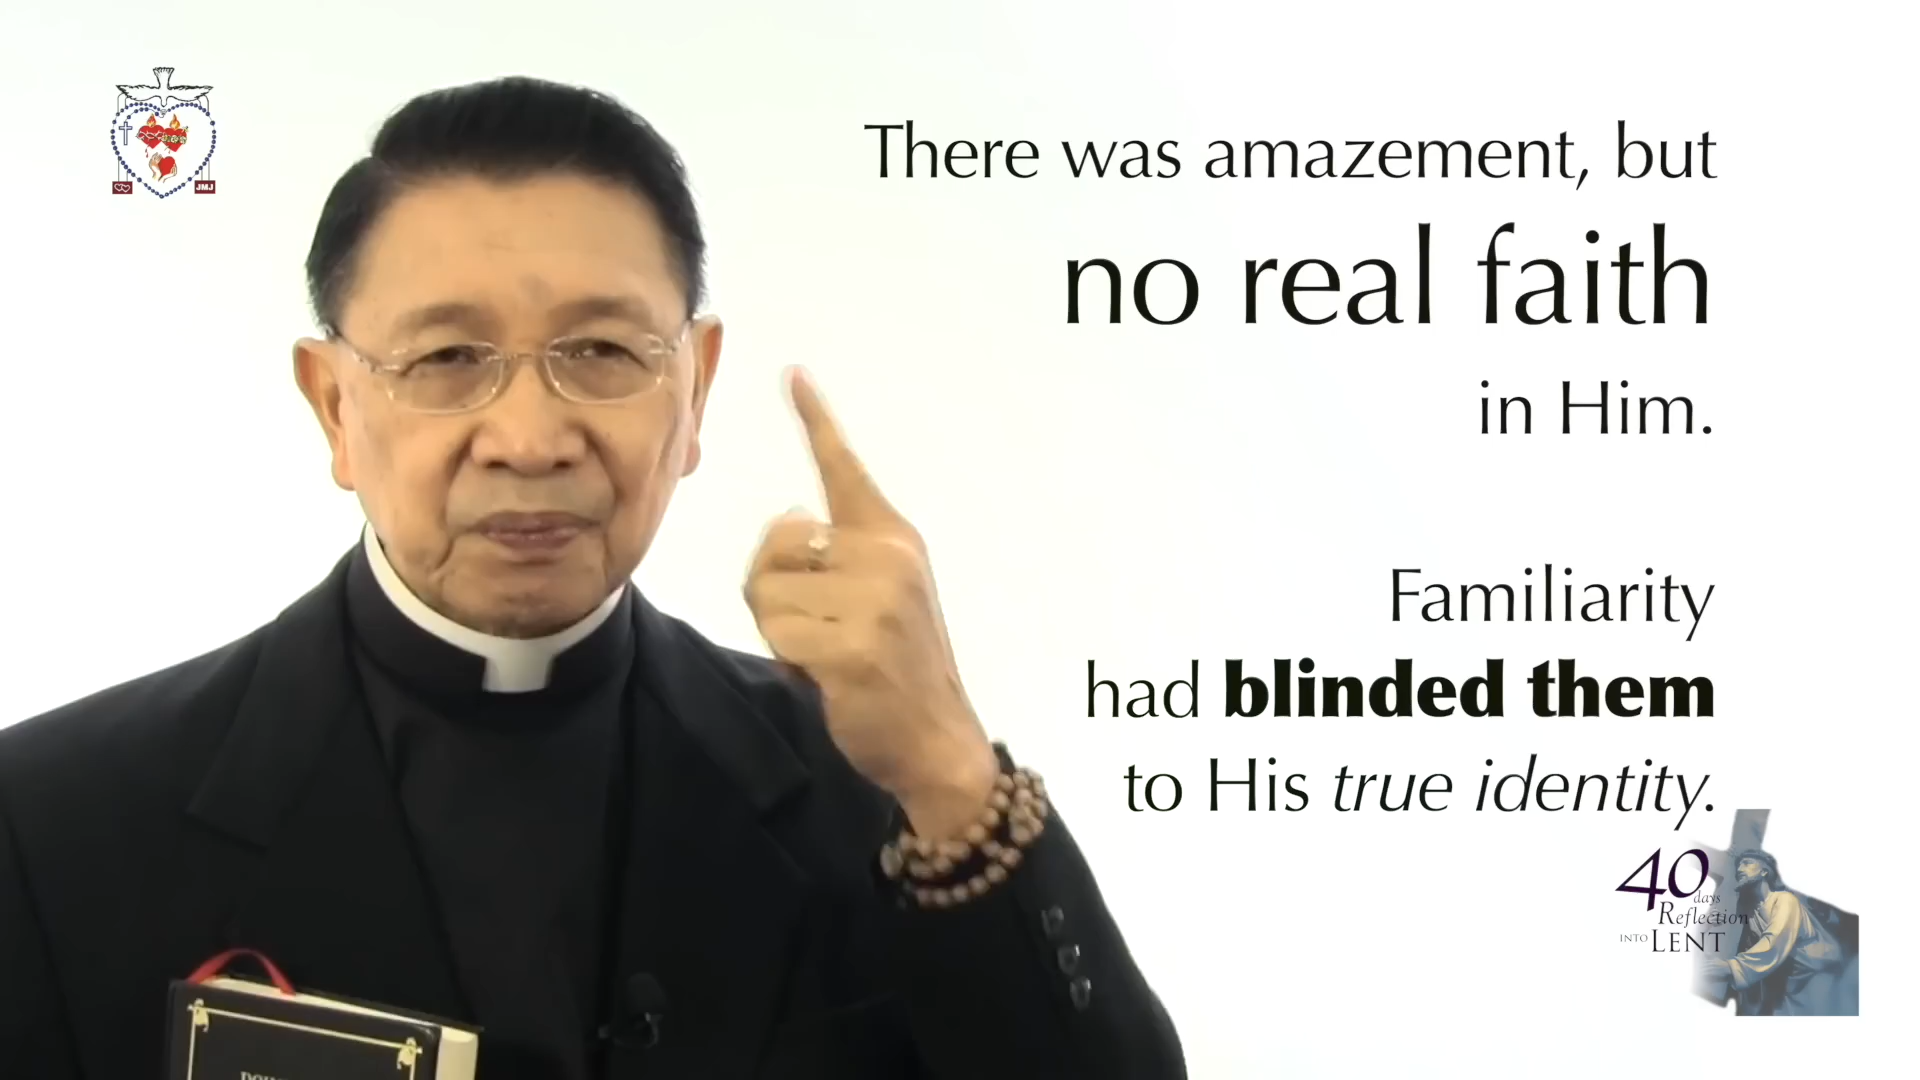 JMJ
There was amazement, but
no real faith
in Him.
Familiarity
had blinded them
to His true identity.
40
days
Reflection
INTO LENT